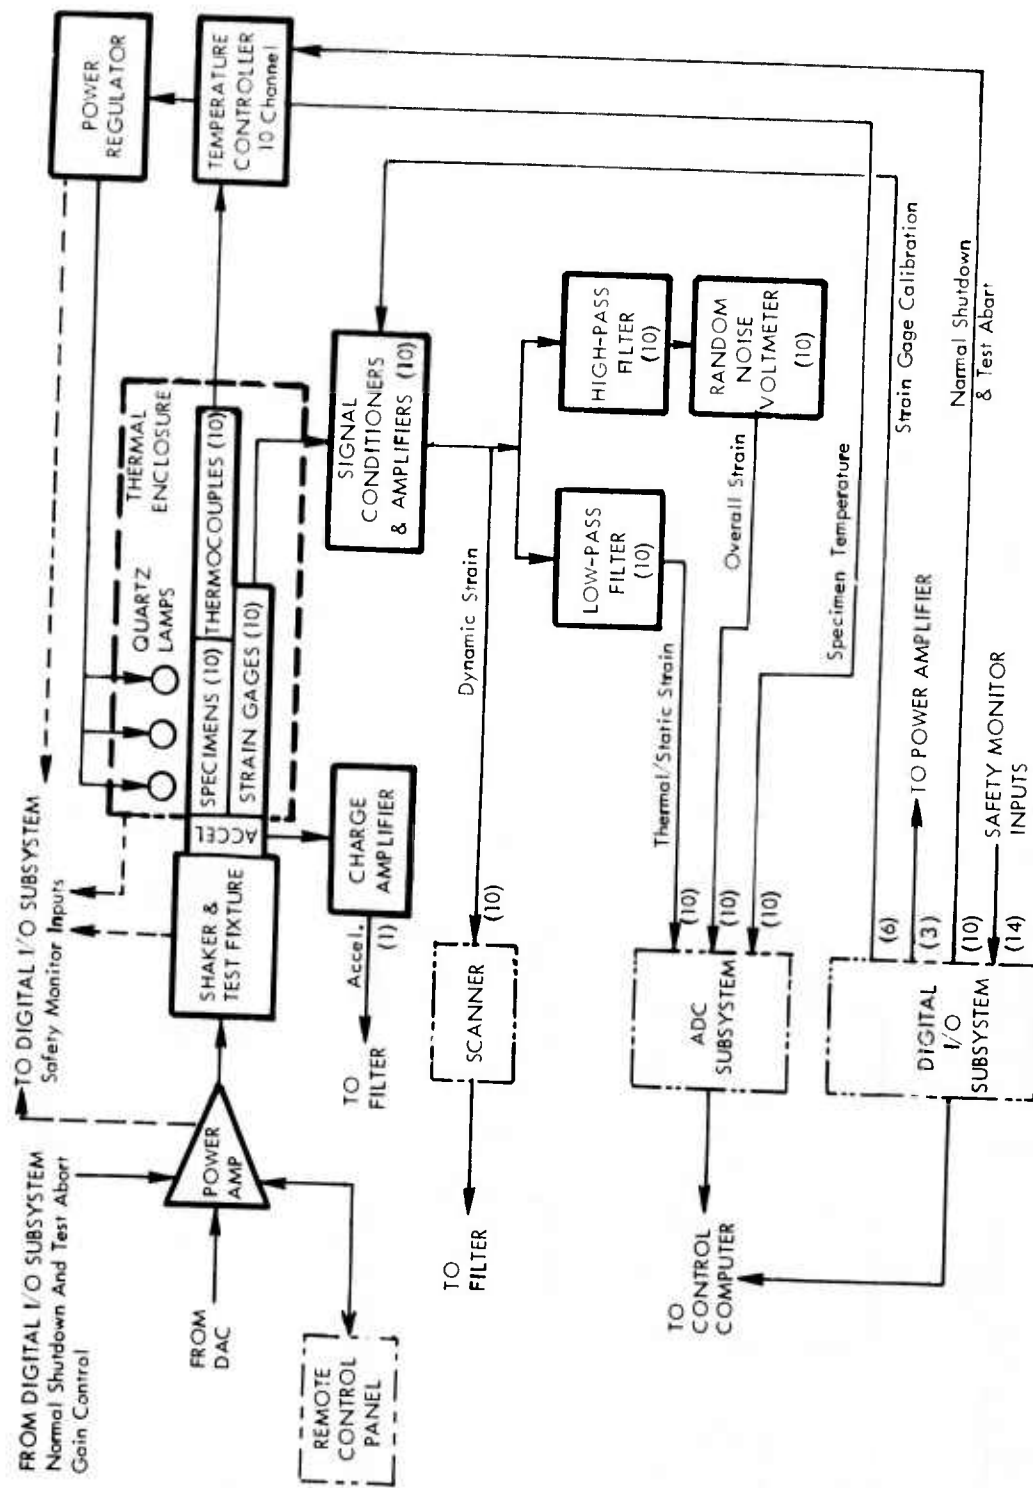 FROM DIGITAL I/O SUBSYSTEM
Normal Shutdown And Test Abort
Gain Control
TO DIGITAL I/O SUBSYSTEM
Safety Monitor Inputs
POWER
REGULATOR
POWER
AMP
FROM
DAC
REMOTE
CONTROL
PANEL
SHAKER &
TEST FIXTURE
ACCEL
QUARTZ
LAMPS
THERMAL
ENCLOSURE
SPECIMENS (10)
THERMOCOUPLES (10)
STRAIN GAGES (10)
TEMPERATURE
CONTROLLER
10 Channel
CHARGE
AMPLIFIER
Accel.
(1)
TO
FILTER
SIGNAL
CONDITIONERS
& AMPLIFIERS (10)
Dynamic Strain
(10)
SCANNER
TO
FILTER
LOW-PASS
FILTER
(10)
HIGH-PASS
FILTER
(10)
RANDOM
NOISE
VOLTMETER
(10)
Thermal/Static Strain
(10)
Overall Strain
(10)
Specimen Temperature
(10)
ADC
SUBSYSTEM
TO
CONTROL
COMPUTER
Strain Gage Calibration
(6)
TO POWER AMPLIFIER
(3)
Normal Shutdown
& Test Abart
(10)
SAFETY MONITOR
INPUTS
(14)
DIGITAL
I/O
SUBSYSTEM